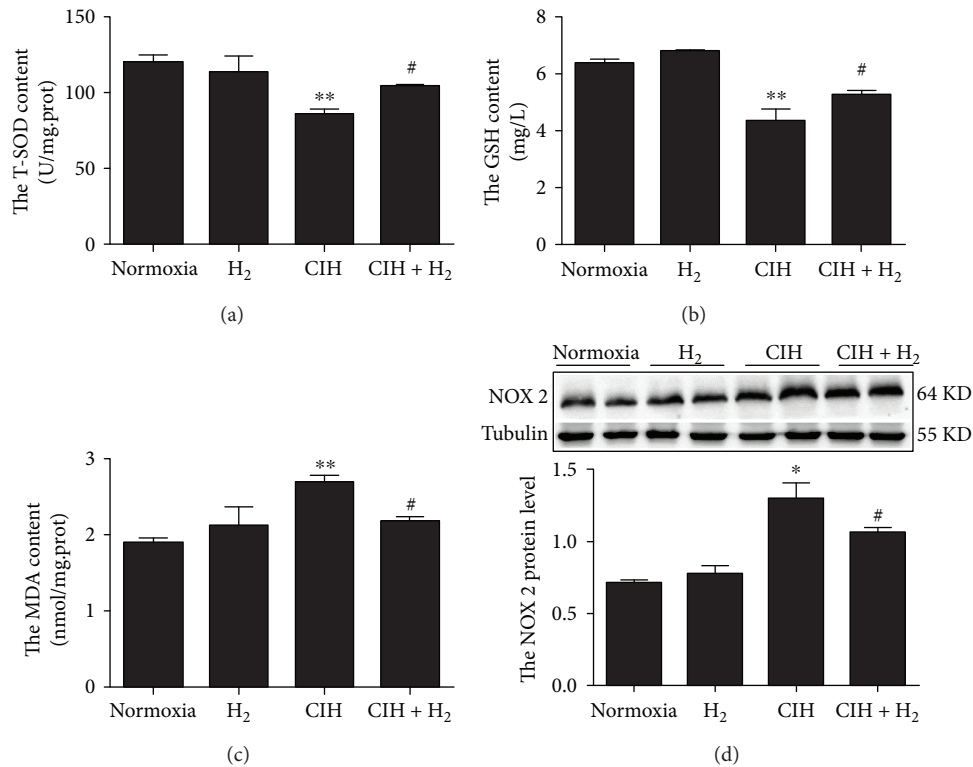 The T-SOD content
(U/mg.prot)
150
100
50
0
**
#
Normoxia H₂ CIH CIH + H₂
(a)
The GSH content
(mg/L)
8
6
4
2
0
**
#
Normoxia H₂ CIH CIH + H₂
(b)
The MDA content
(nmol/mg.prot)
3
2
1
0
**
#
Normoxia H₂ CIH CIH + H₂
(c)
Normoxia H₂ CIH CIH + H₂
NOX 2 64 KD
Tubulin 55 KD
The NOX 2 protein level
1.5
1.0
0.5
0.0
*
#
Normoxia H₂ CIH CIH + H₂
(d)